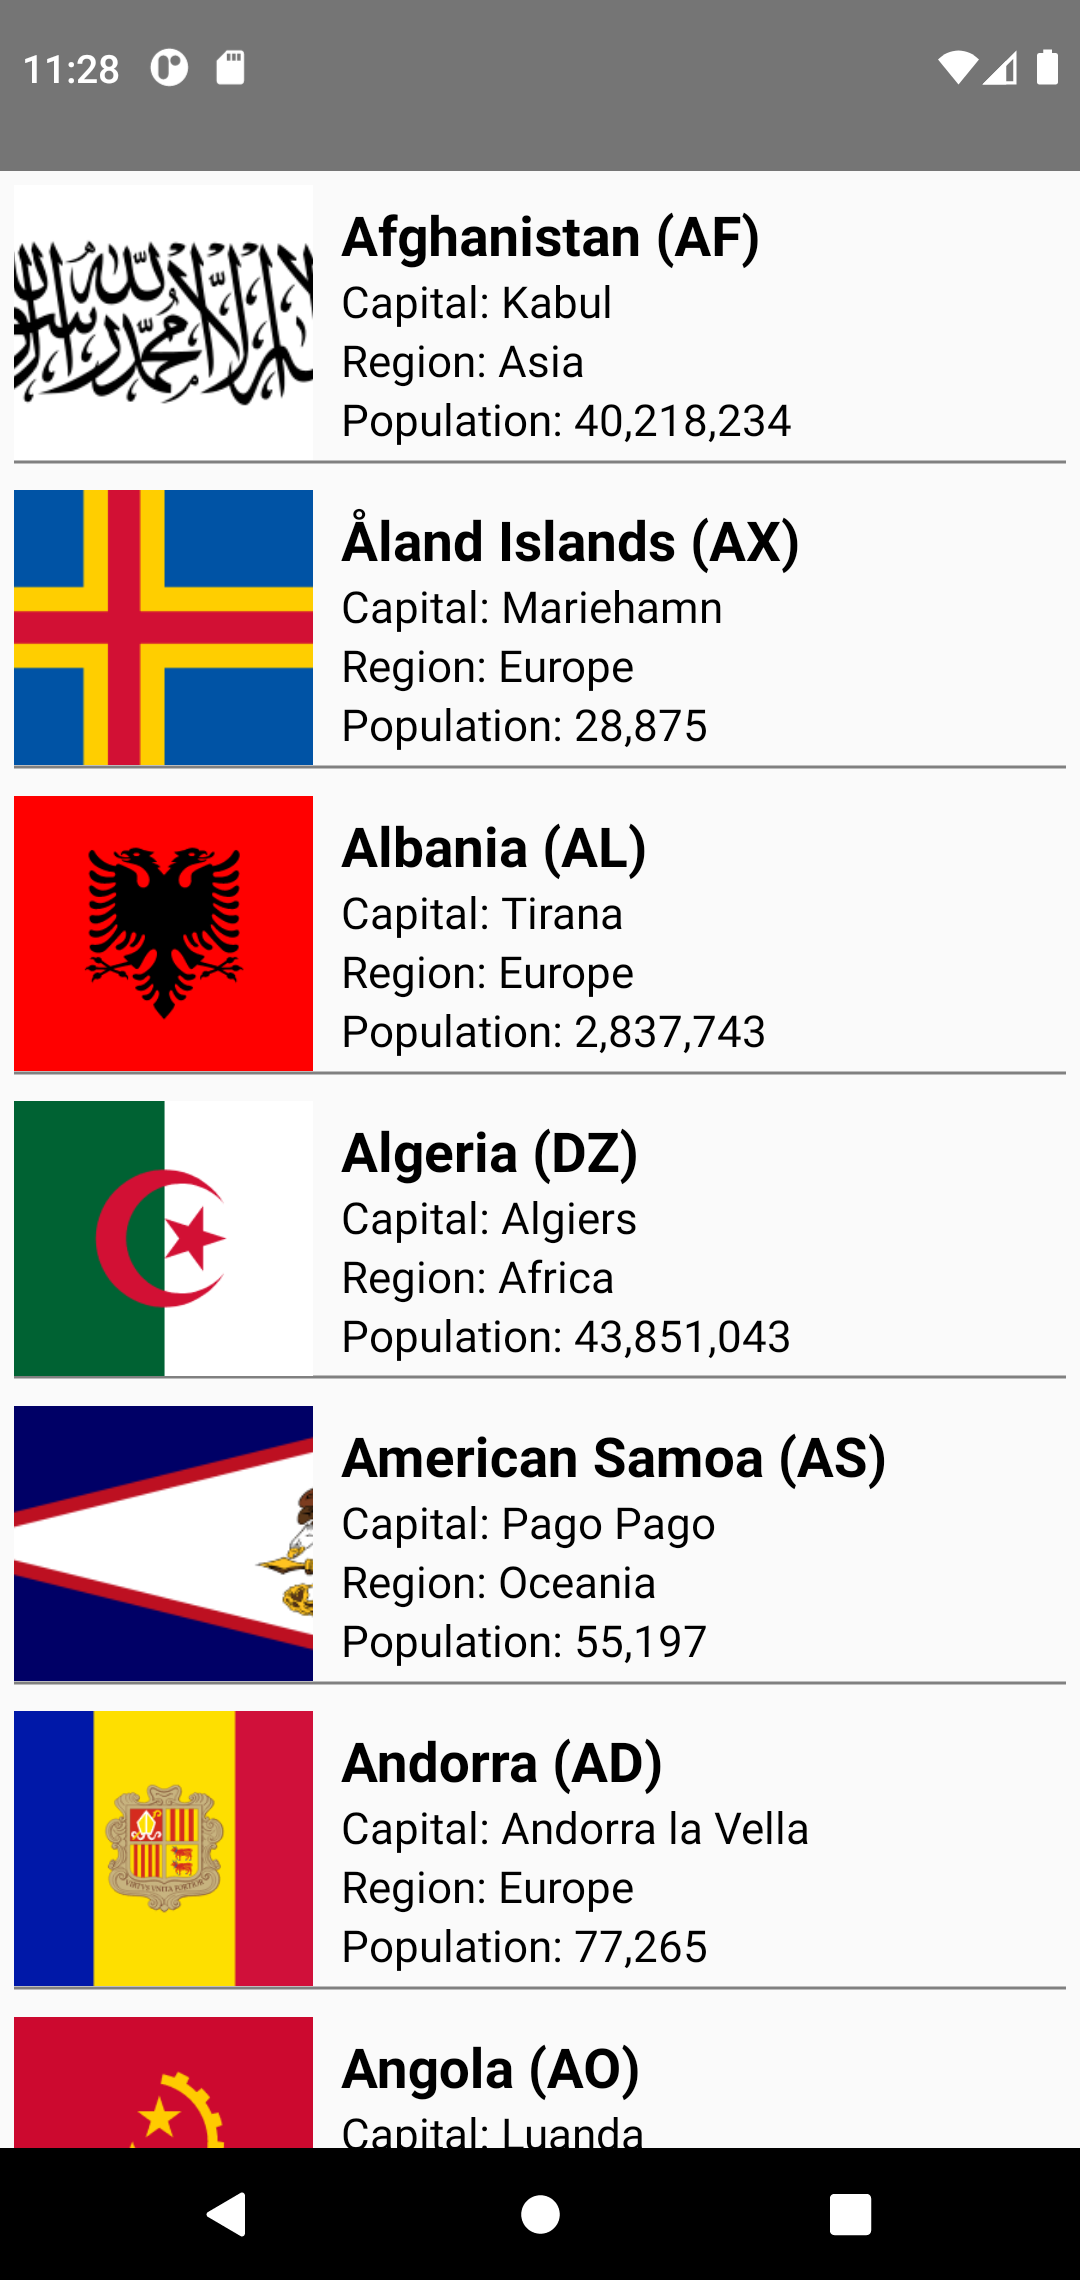 11:28
Afghanistan (AF)
Capital: Kabul
Region: Asia
Population: 40,218,234
Åland Islands (AX)
Capital: Mariehamn
Region: Europe
Population: 28,875
Albania (AL)
Capital: Tirana
Region: Europe
Population: 2,837,743
Algeria (DZ)
Capital: Algiers
Region: Africa
Population: 43,851,043
American Samoa (AS)
Capital: Pago Pago
Region: Oceania
Population: 55,197
Andorra (AD)
Capital: Andorra la Vella
Region: Europe
Population: 77,265
Angola (AO)
Capital: Luanda